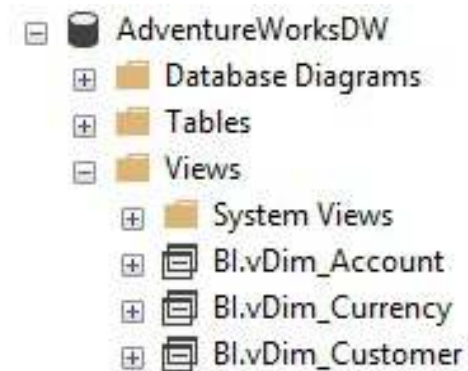 AdventureWorksDW
Database Diagrams
Tables
Views
System Views
BI.vDim_Account
BI.vDim_Currency
BI.vDim_Customer